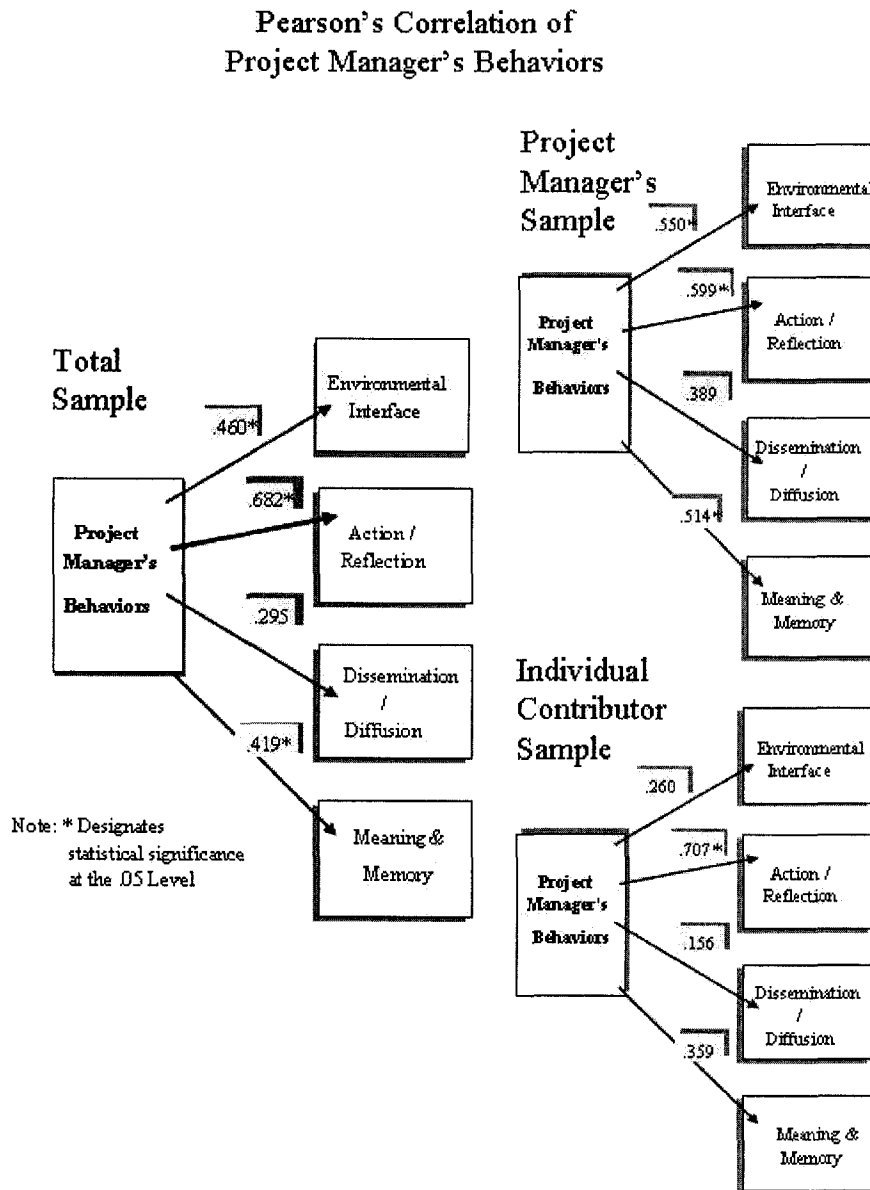 Pearson's Correlation of
Project Manager's Behaviors
Total
Sample
.460*
.682*
.295
.419*
Project
Manager's
Behaviors
Environmental
Interface
Action /
Reflection
Dissemination
/
Diffusion
Meaning &
Memory
Note: * Designates
statistical significance
at the .05 Level
Project
Manager's
Sample
.550*
.599*
.389
.514*
Project
Manager's
Behaviors
Environmental
Interface
Action /
Reflection
Dissemination
/
Diffusion
Meaning &
Memory
Individual
Contributor
Sample
.260
.707*
.156
.359
Project
Manager's
Behaviors
Environmental
Interface
Action /
Reflection
Dissemination
/
Diffusion
Meaning &
Memory